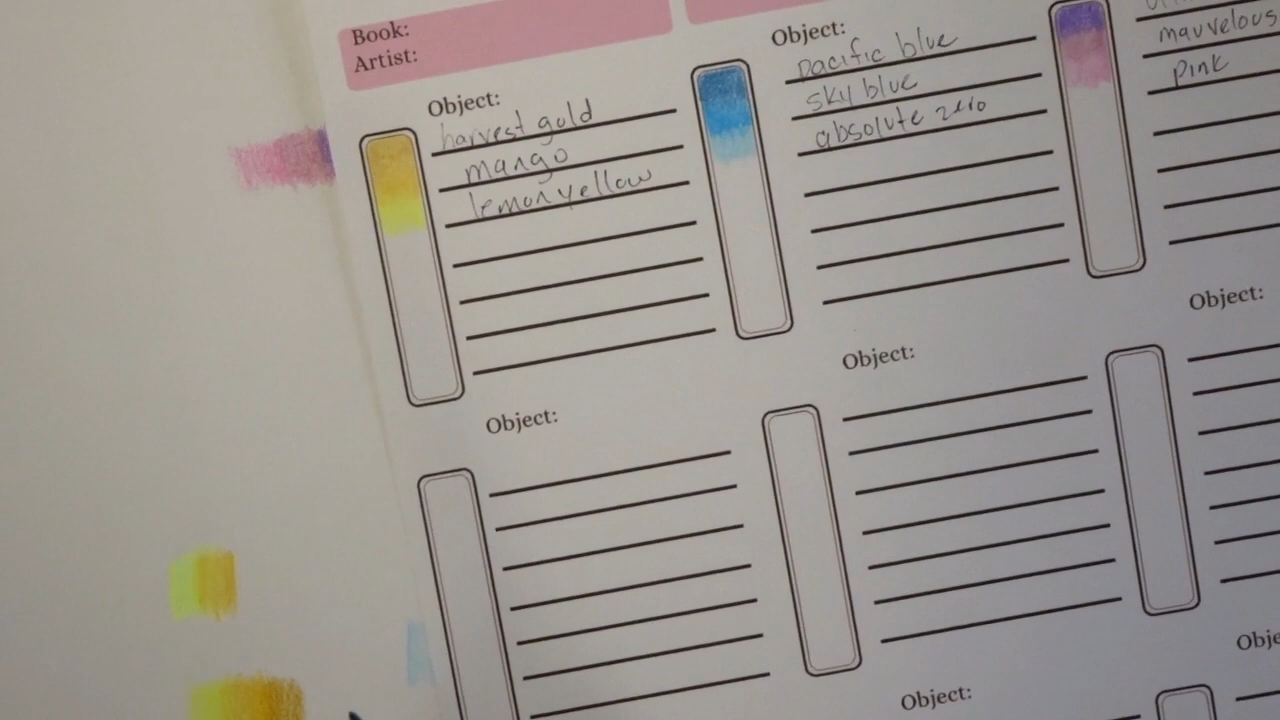 Book:
Artist:
Object:
harvest gold
mango
lemon yellow
Object:
pacific blue
sky blue
absolute zero
mauvelous
pink
Object:
Object:
Object:
Object: